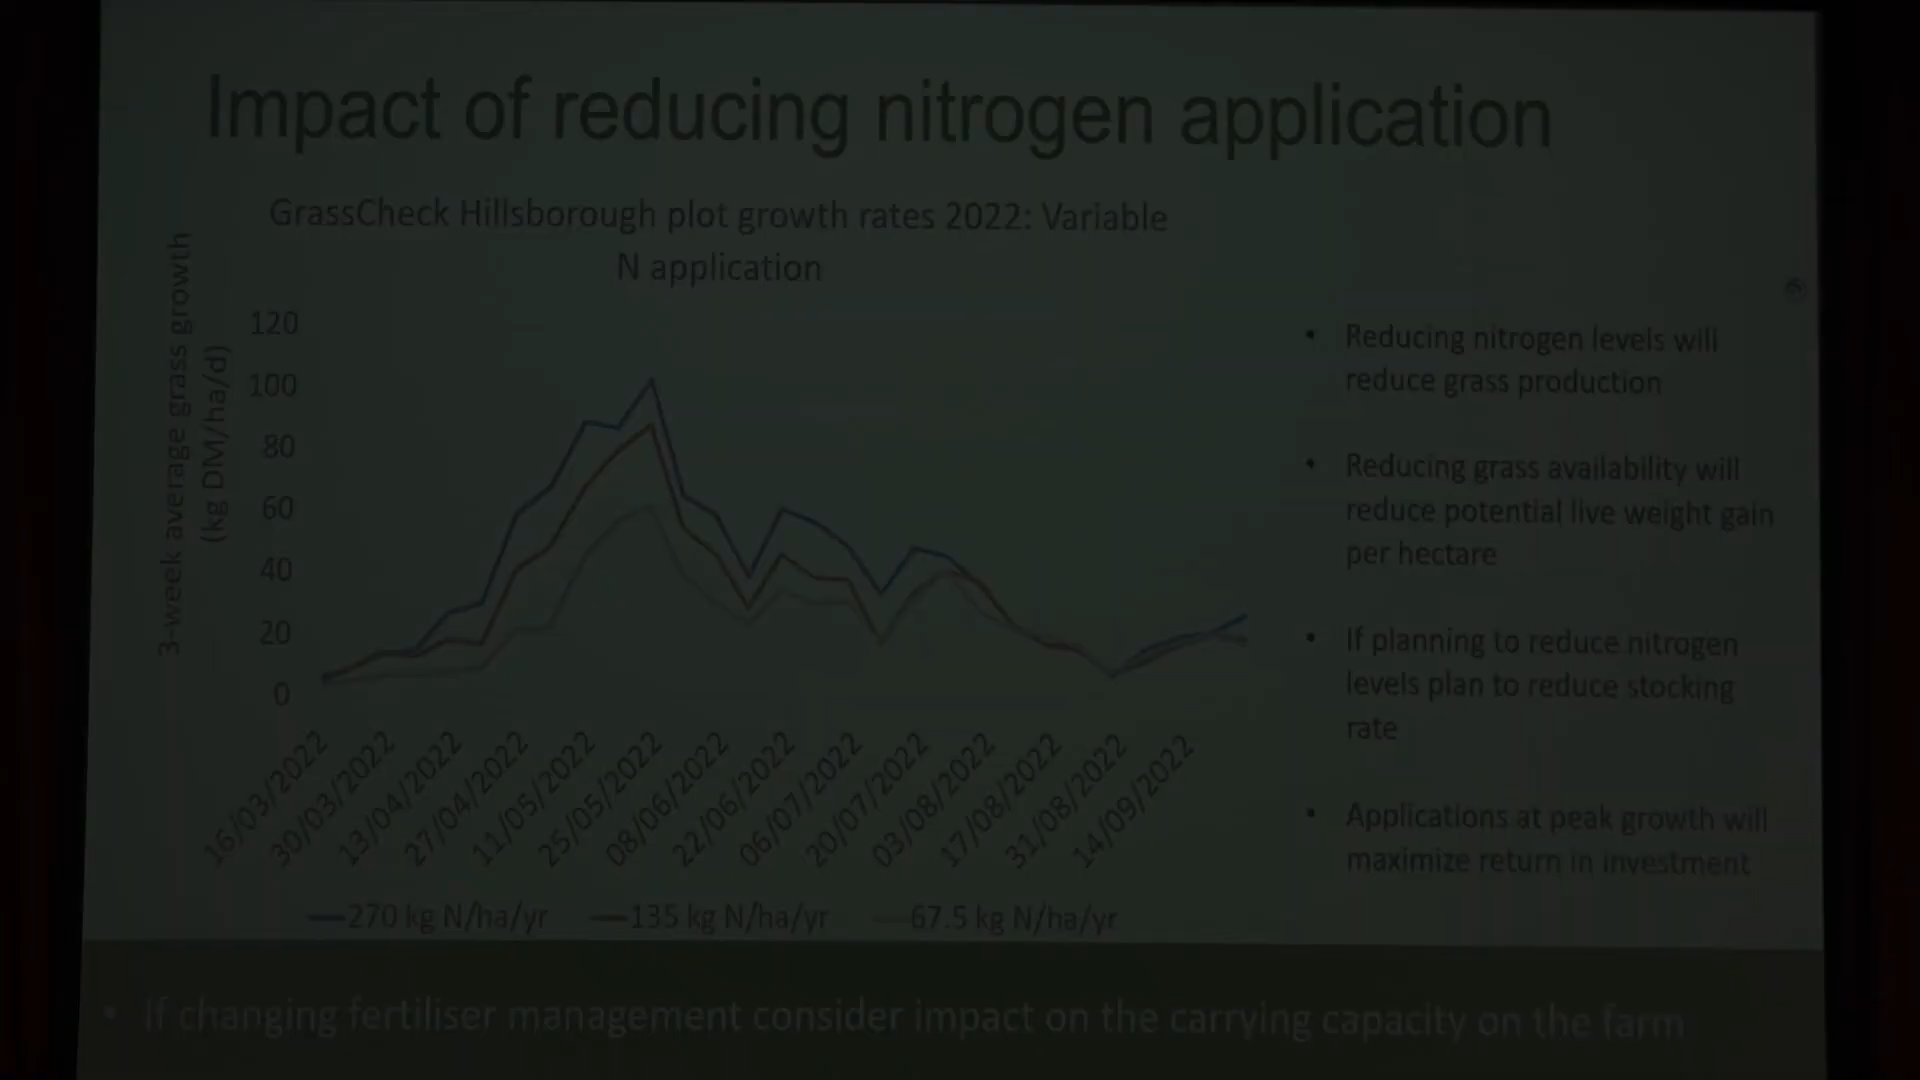 Impact of reducing nitrogen application
GrassCheck Hillsborough plot growth rates 2022: Variable
N application
3-week average grass growth
(kg DM/ha/d)
120
100
80
60
40
20
0
16/03/2022
30/03/2022
13/04/2022
27/04/2022
11/05/2022
25/05/2022
08/06/2022
22/06/2022
06/07/2022
20/07/2022
03/08/2022
17/08/2022
31/08/2022
14/09/2022
270 kg N/ha/yr
135 kg N/ha/yr
67.5 kg N/ha/yr
• Reducing nitrogen levels will
reduce grass production
• Reducing grass availability will
reduce potential live weight gain
per hectare
• If planning to reduce nitrogen
levels plan to reduce stocking
rate
• Applications at peak growth will
maximize return in investment
• If changing fertiliser management consider impact on the carrying capacity on the farm